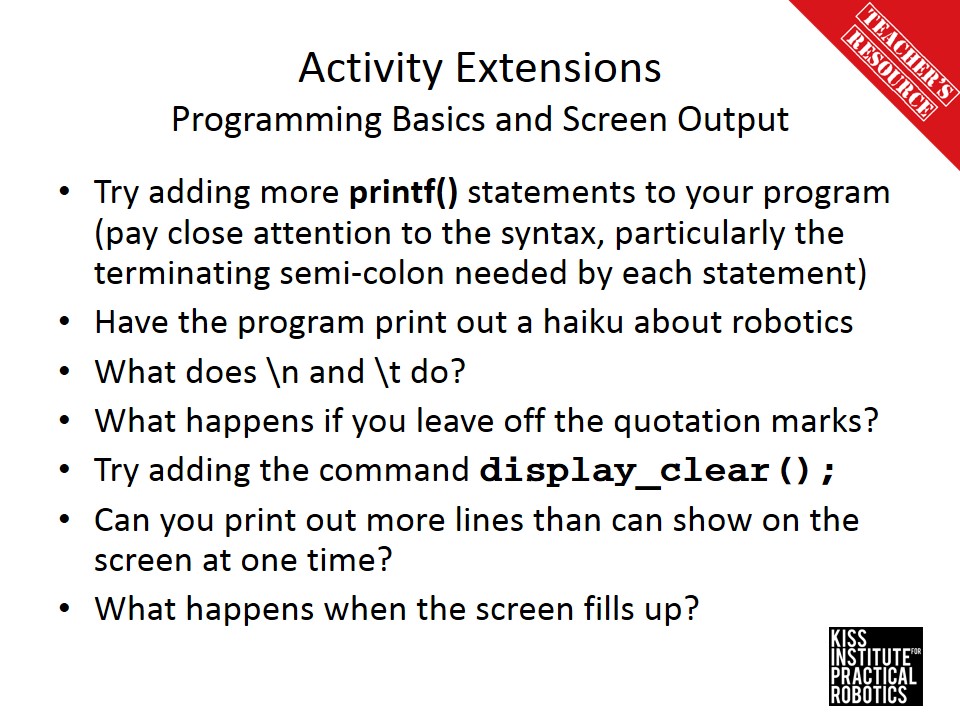 TEACHER'S
RESOURCE
Activity Extensions
Programming Basics and Screen Output
• Try adding more printf() statements to your program
(pay close attention to the syntax, particularly the
terminating semi-colon needed by each statement)
• Have the program print out a haiku about robotics
• What does \n and \t do?
• What happens if you leave off the quotation marks?
• Try adding the command display_clear();
• Can you print out more lines than can show on the
screen at one time?
• What happens when the screen fills up?
KISS
INSTITUTE FOR
PRACTICAL
ROBOTICS